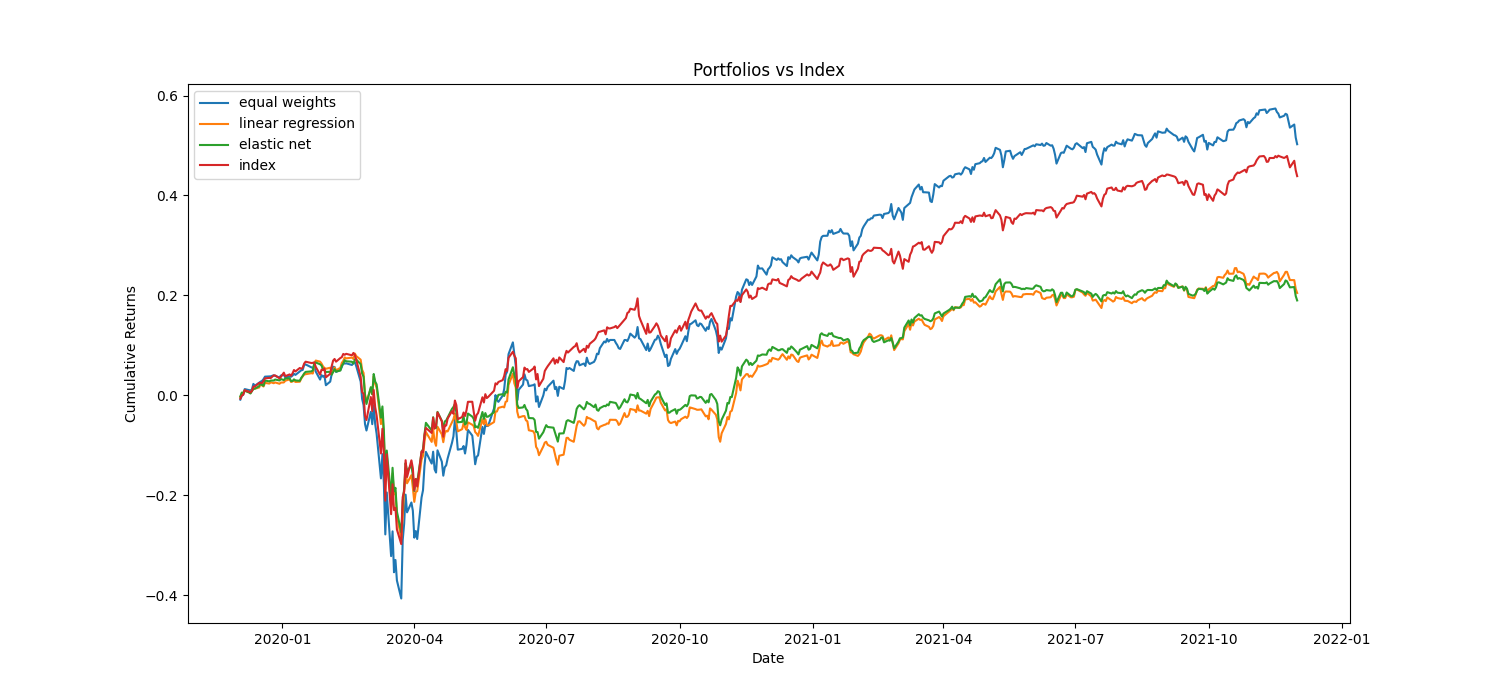 Portfolios vs Index
equal weights
linear regression
elastic net
index
Cumulative Returns
0.6
0.4
0.2
0.0
−0.2
−0.4
2020-01 2020-04 2020-07 2020-10 2021-01 2021-04 2021-07 2021-10 2022-01
Date